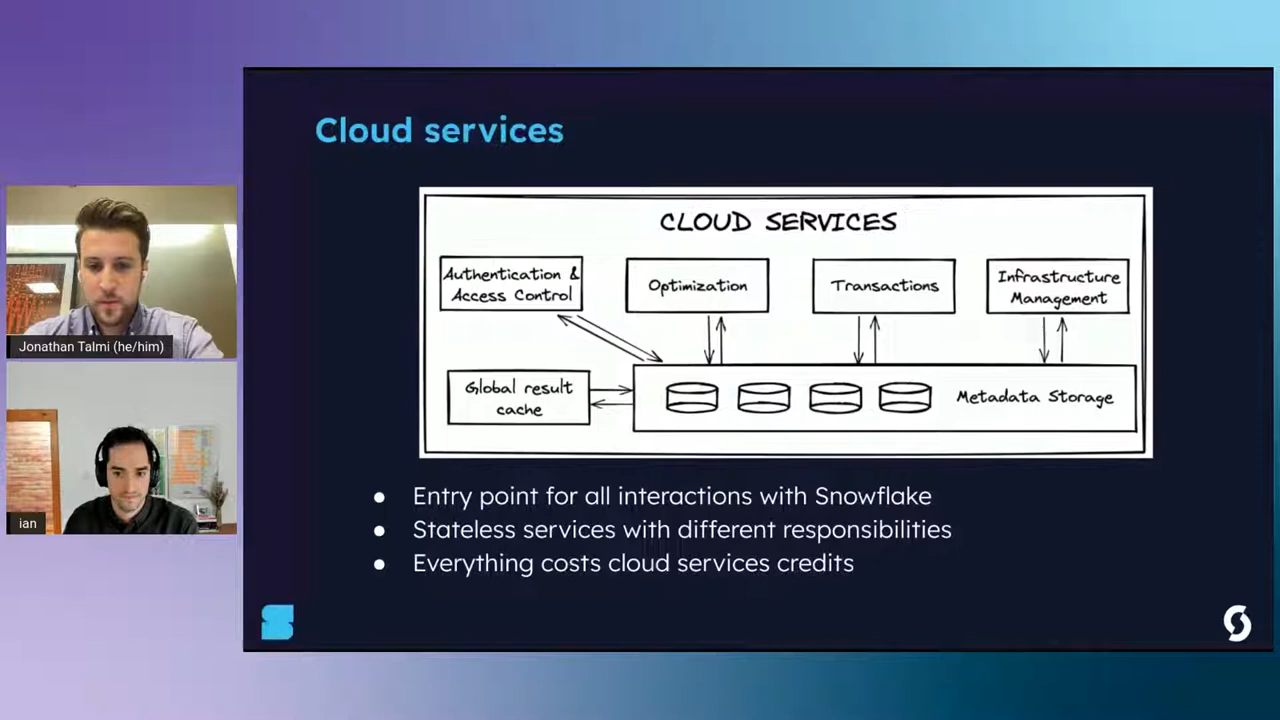 Cloud services
CLOUD SERVICES
Authentication &
Access Control
Optimization
Transactions
Infrastructure
Management
Global result
cache
Metadata Storage
● Entry point for all interactions with Snowflake
● Stateless services with different responsibilities
● Everything costs cloud services credits
Jonathan Talmi (he/him)
ian